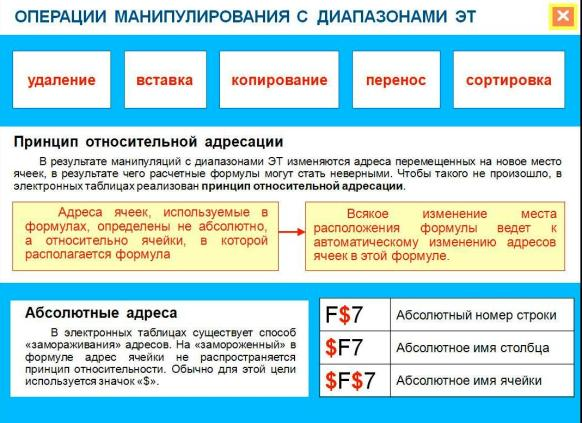 ОПЕРАЦИИ МАНИПУЛИРОВАНИЯ С ДИАПАЗОНАМИ ЭТ
удаление
вставка
копирование
перенос
сортировка
Принцип относительной адресации
В результате манипуляций с диапазонами ЭТ изменяются адреса перемещенных на новое место
ячеек, в результате чего расчетные формулы могут стать неверными. Чтобы такого не произошло, в
электронных таблицах реализован принцип относительной адресации.
Адреса ячеек, используемые в
формулах, определены не абсолютно,
а относительно ячейки, в которой
располагается формула
Всякое изменение места
расположения формулы ведет к
автоматическому изменению адресов
ячеек в этой формуле.
Абсолютные адреса
В электронных таблицах существует способ
«замораживания» адресов. На «замороженный» в
формуле адрес ячейки не распространяется
принцип относительности. Обычно для этой цели
используется значок «$».
F$7 Абсолютный номер строки
$F7 Абсолютное имя столбца
$F$7 Абсолютное имя ячейки